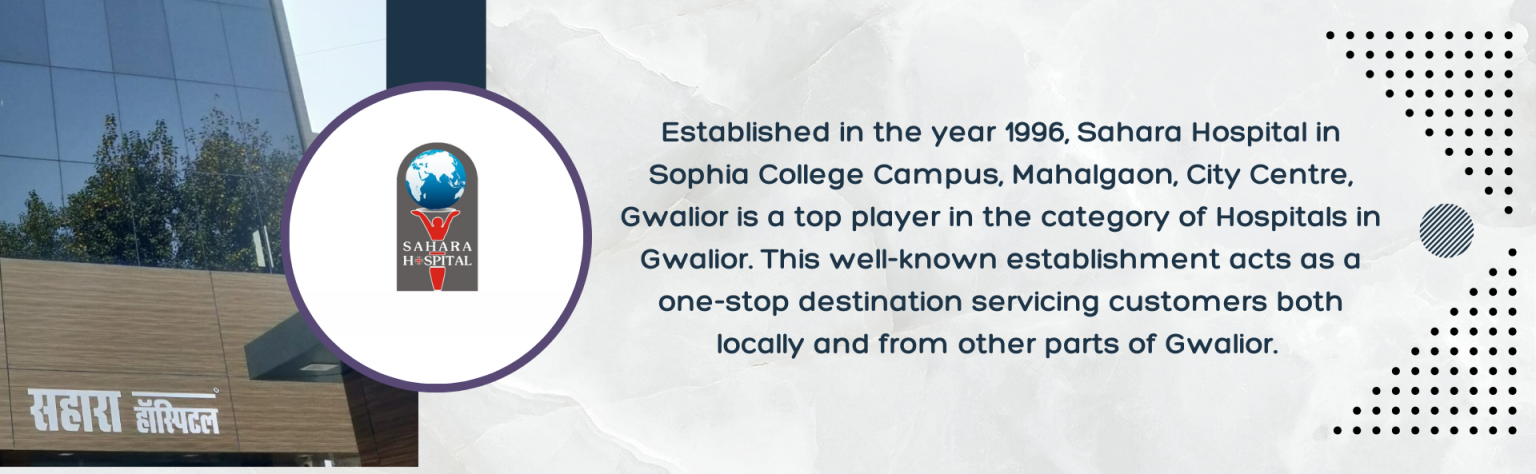 सहारा हॉस्पिटल
SAHARA
HOSPITAL
Established in the year 1996, Sahara Hospital in
Sophia College Campus, Mahalgaon, City Centre,
Gwalior is a top player in the category of Hospitals in
Gwalior. This well-known establishment acts as a
one-stop destination servicing customers both
locally and from other parts of Gwalior.